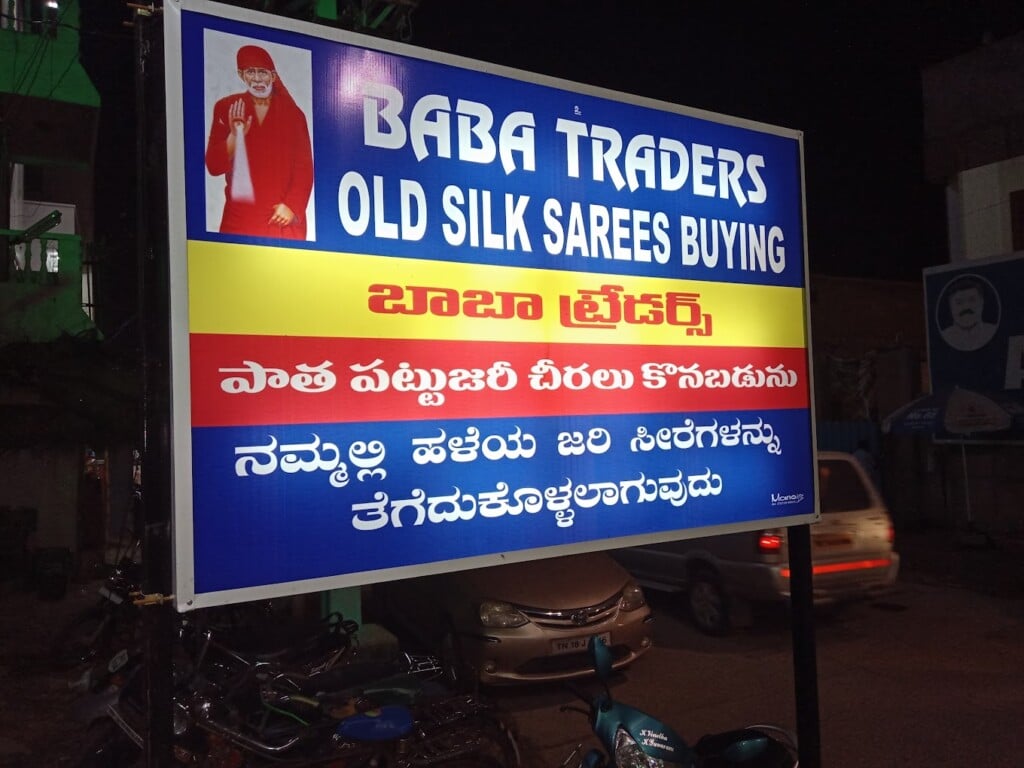 BABA TRADERS
OLD SILK SAREES BUYING
బాబా ట్రేడర్స్
పాత పట్టుజరీ చీరలు కొనబడును
ನಮ್ಮಲ್ಲಿ ಹಳೆಯ ಜರಿ ಸೀರೆಗಳನ್ನು
ತೆಗೆದುಕೊಳ್ಳಲಾಗುವುದು